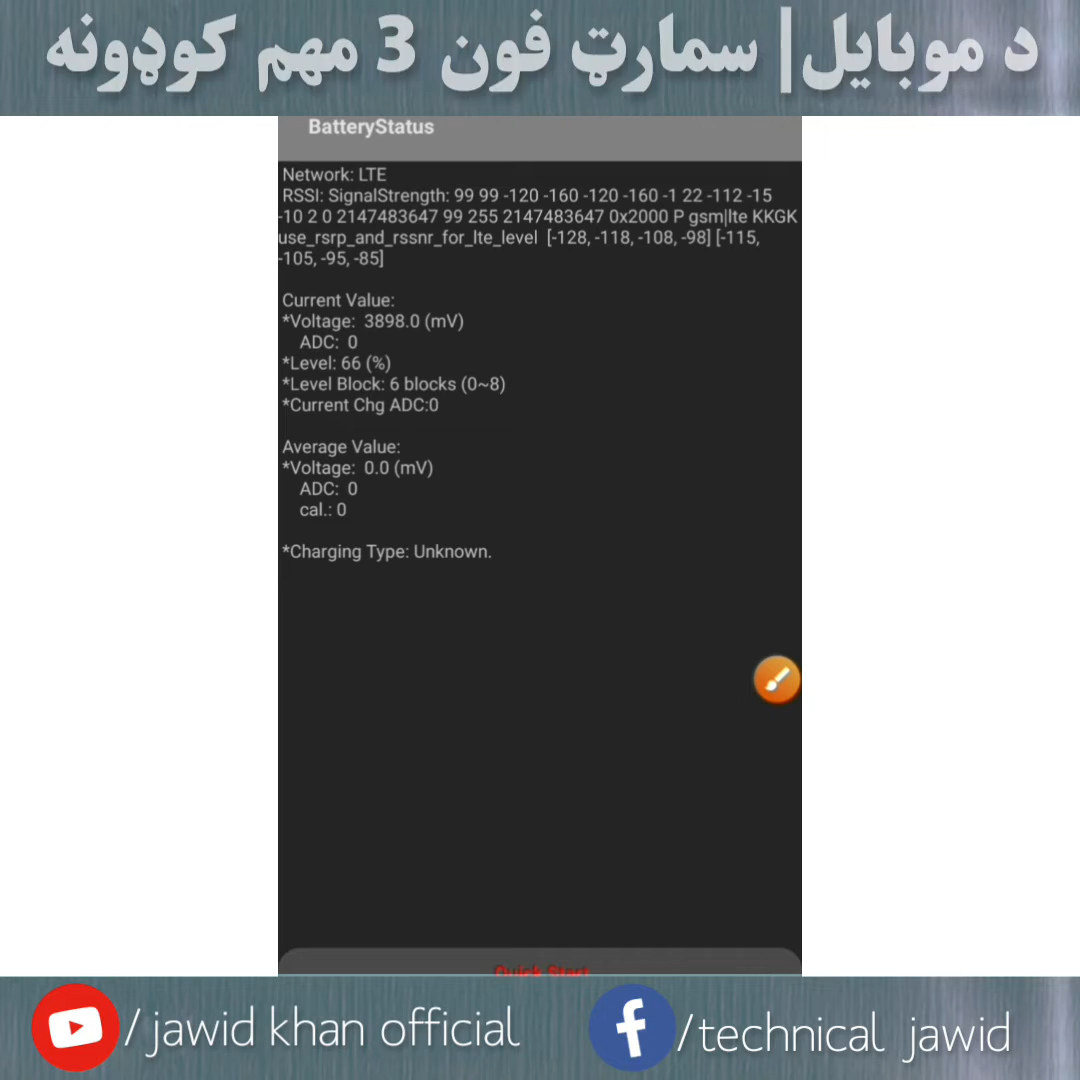 د موبایل| سمارټ فون 3 مهم کوډونه
BatteryStatus
Network: LTE
RSSI: SignalStrength: 99 99 -120 -160 -120 -160 -1 22 -112 -15
-10 2 0 2147483647 99 255 2147483647 0x2000 P gsm|lte KKGK
use_rsrp_and_rssnr_for_lte_level [-128, -118, -108, -98] [-115,
-105, -95, -85]
Current Value:
*Voltage: 3898.0 (mV)
ADC: 0
*Level: 66 (%)
*Level Block: 6 blocks (0~8)
*Current Chg ADC:0
Average Value:
*Voltage: 0.0 (mV)
ADC: 0
cal.: 0
*Charging Type: Unknown.
Quick Start
/ jawid khan official
/technical jawid